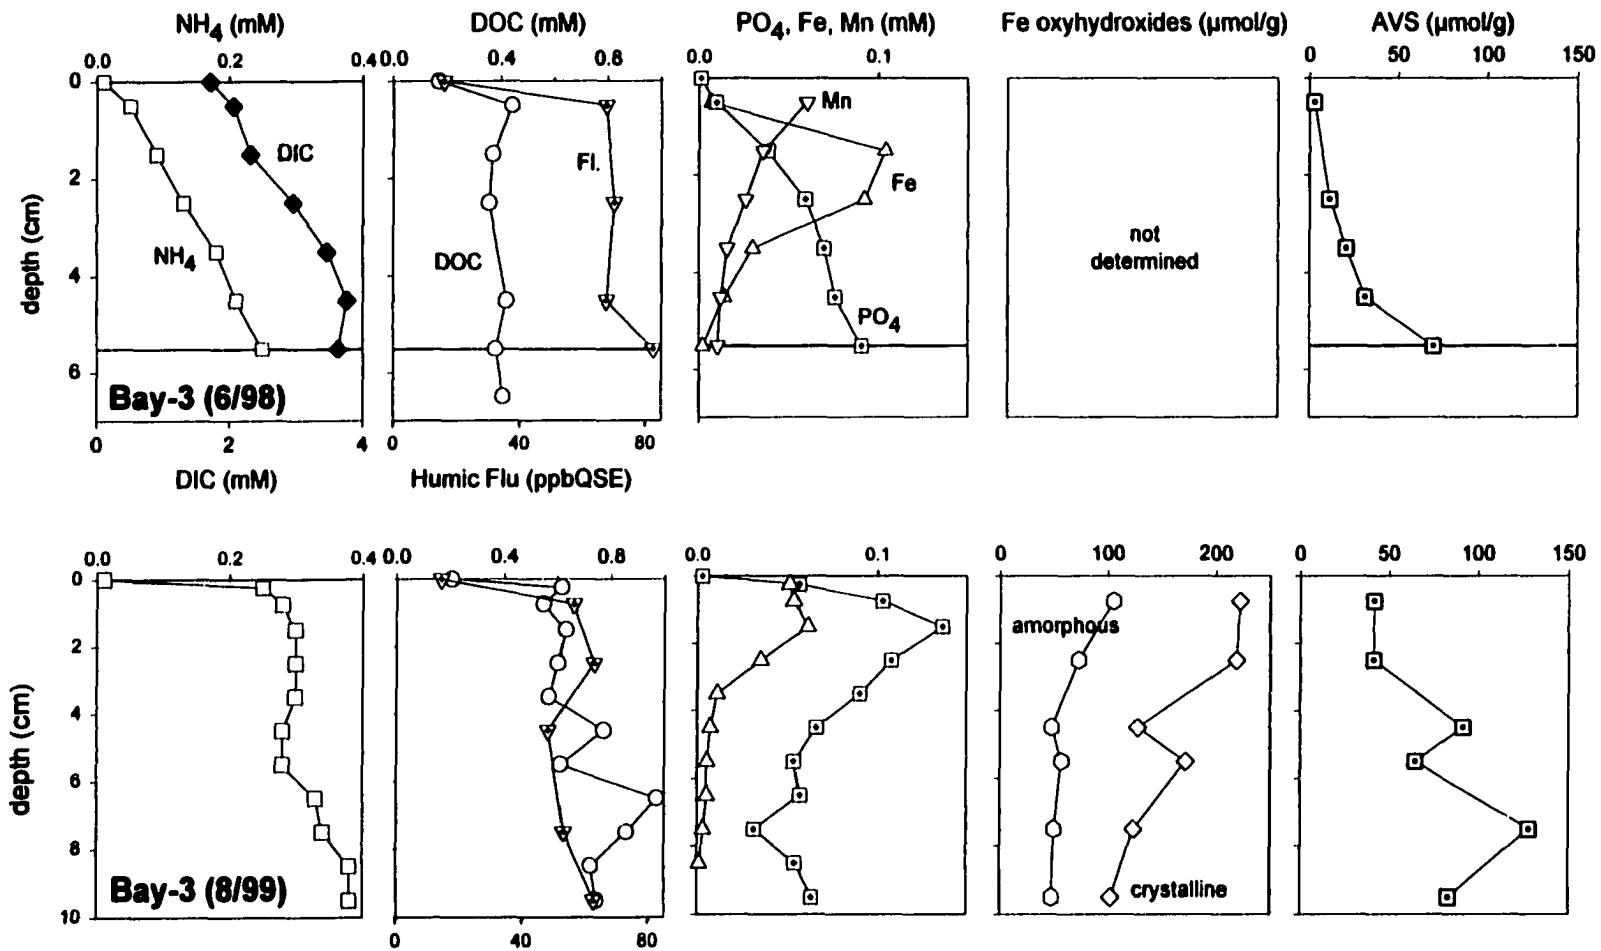 NH4 (mM) DOC (mM) PO4, Fe, Mn (mM) Fe oxyhydroxides (µmol/g) AVS (µmol/g)
0.0 0.2 0.4 0.0 0.4 0.8 0.0 0.1 0 50 100 150
0
2
4
6
depth (cm)
DIC
NH4
Fl.
DOC
Mn
Fe
PO4
not
determined
Bay-3 (6/98)
0 2 4 0 40 80
DIC (mM) Humic Flu (ppbQSE)
0.0 0.2 0.4 0.0 0.4 0.8 0.0 0.1 0 100 200 0 50 100 150
0
2
4
6
8
10
depth (cm)
amorphous
crystalline
Bay-3 (8/99)
0 40 80